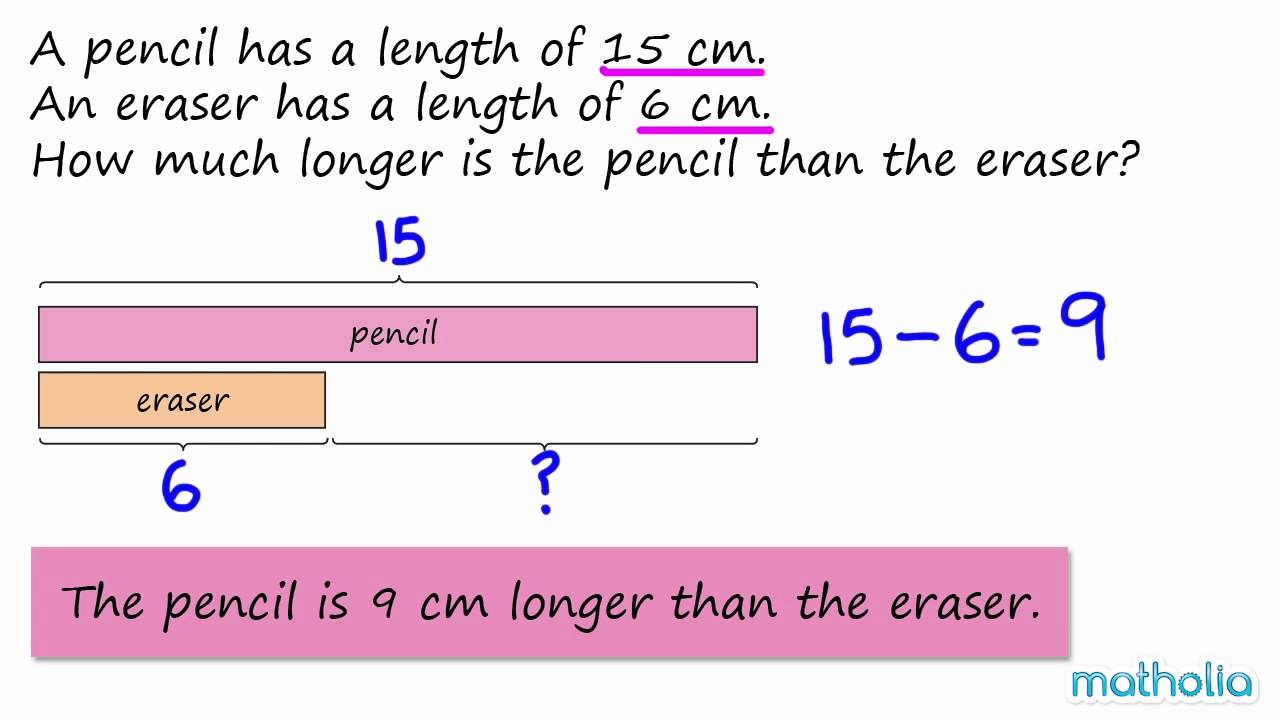 A pencil has a length of 15 cm.
An eraser has a length of 6 cm.
How much longer is the pencil than the eraser?
15
pencil
15-6=9
eraser
6
?
The pencil is 9 cm longer than the eraser.
matholia